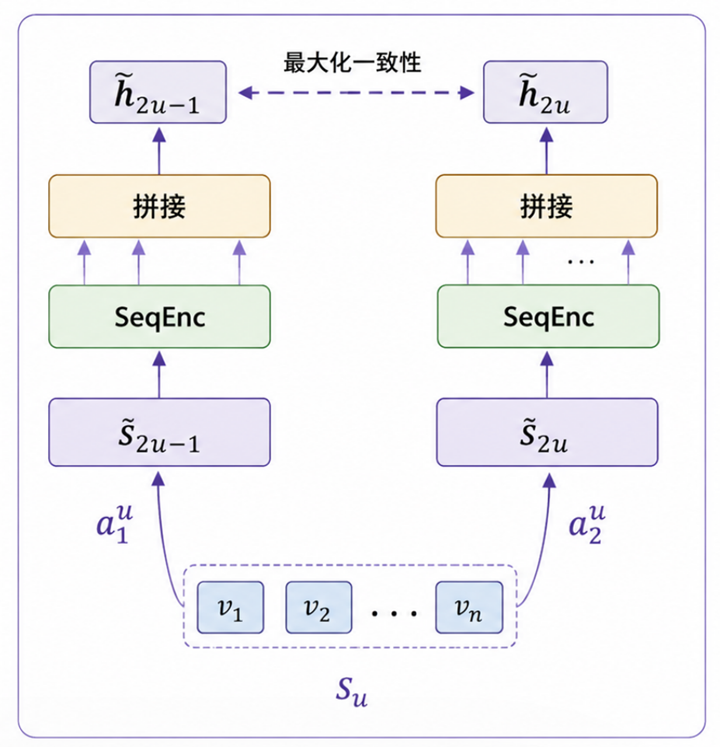 最大化一致性
h̃₂ᵤ₋₁ h̃₂ᵤ
拼接 拼接
...
SeqEnc SeqEnc
s̃₂ᵤ₋₁ s̃₂ᵤ
a₁ᵘ a₂ᵘ
v₁ v₂ ... vₙ
Sᵤ